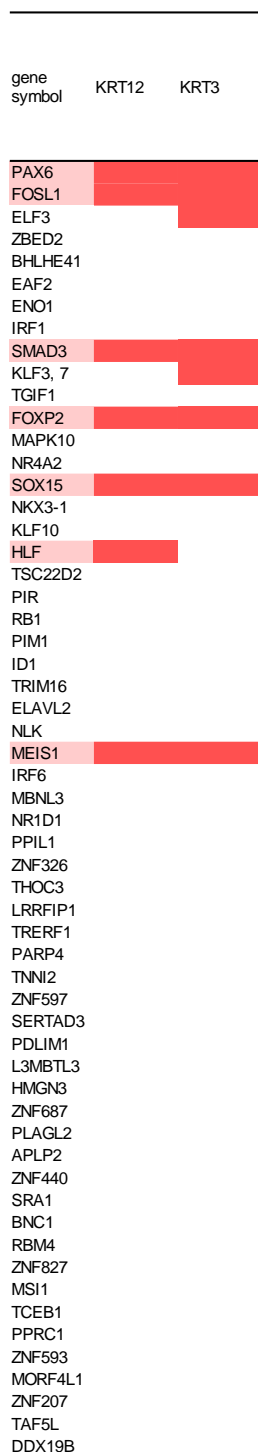 gene symbol KRT12 KRT3
PAX6
FOSL1
ELF3
ZBED2
BHLHE41
EAF2
ENO1
IRF1
SMAD3
KLF3, 7
TGIF1
FOXP2
MAPK10
NR4A2
SOX15
NKX3-1
KLF10
HLF
TSC22D2
PIR
RB1
PIM1
ID1
TRIM16
ELAVL2
NLK
MEIS1
IRF6
MBNL3
NR1D1
PPIL1
ZNF326
THOC3
LRRFIP1
TRERF1
PARP4
TNNI2
ZNF597
SERTAD3
PDLIM1
L3MBTL3
HMGN3
ZNF687
PLAGL2
APLP2
ZNF440
SRA1
BNC1
RBM4
ZNF827
MSI1
TCEB1
PPRC1
ZNF593
MORF4L1
ZNF207
TAF5L
DDX19B